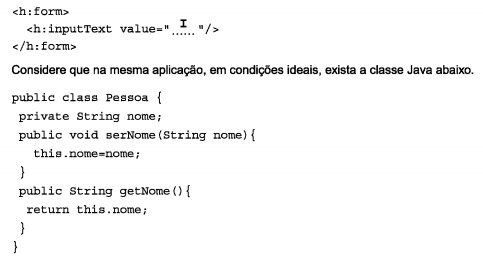 <h:form>
<h:inputText value="...I..."/>
</h:form>
Considere que na mesma aplicação, em condições ideais, exista a classe Java abaixo.
public class Pessoa {
private String nome;
public void serNome(String nome){
this.nome=nome;
}
public String getNome(){
return this.nome;
}
}